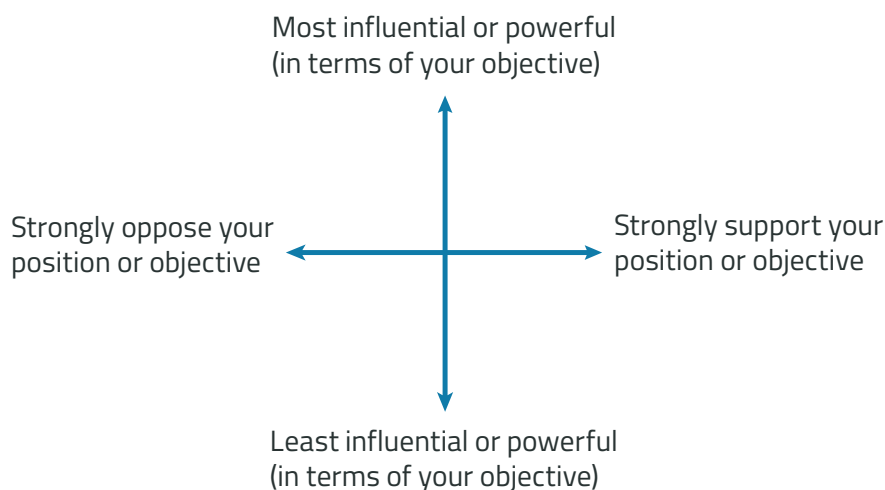 Most influential or powerful
(in terms of your objective)
Strongly oppose your
position or objective
Strongly support your
position or objective
Least influential or powerful
(in terms of your objective)